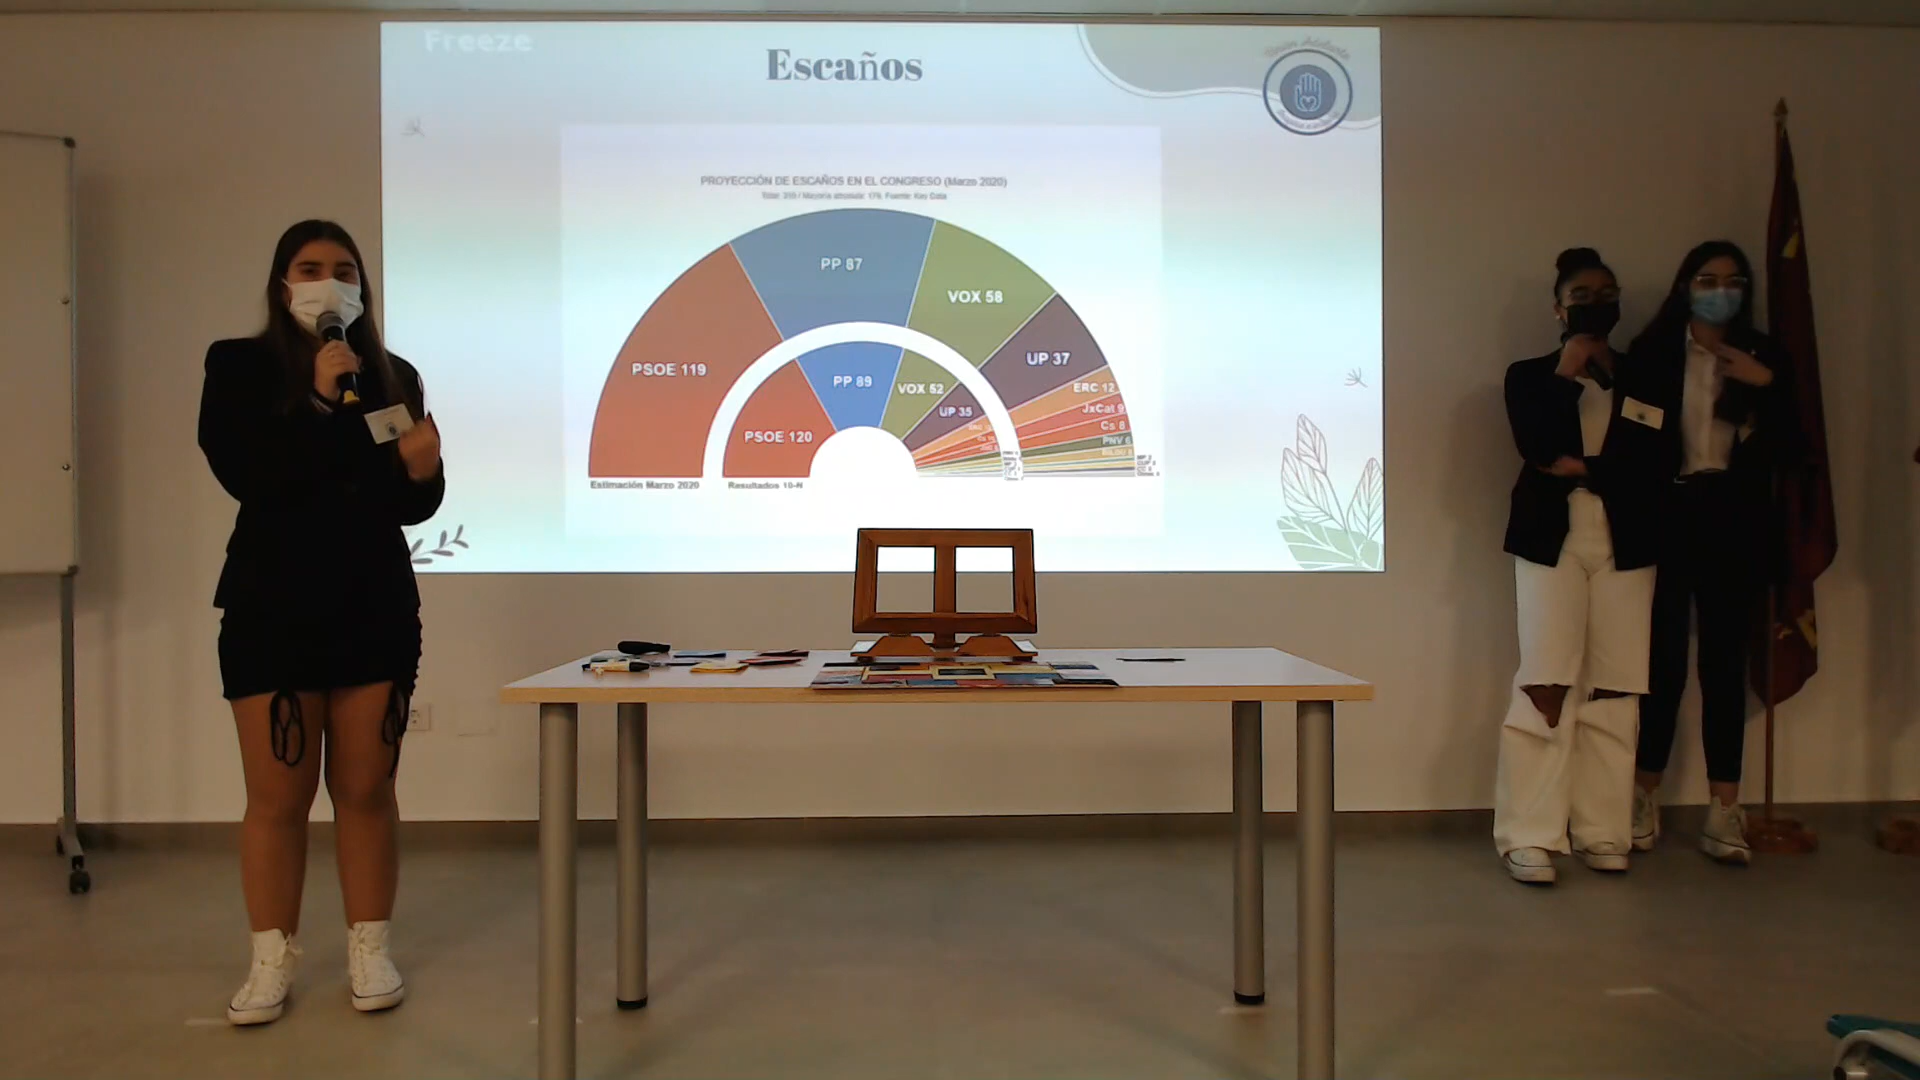 Freeze
Escaños
PROYECCIÓN DE ESCAÑOS EN EL CONGRESO (Marzo 2020)
PP 87
VOX 58
PSOE 119
UP 37
ERC 12
JxCat 9
Cs 8
PNV 6
PP 89
VOX 52
UP 35
PSOE 120
Estimación Marzo 2020
Resultados 10-N